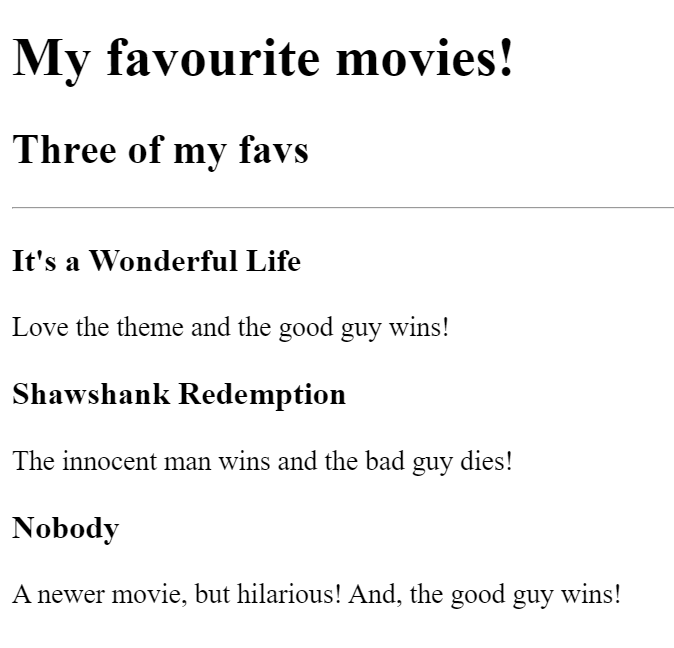 My favourite movies!
Three of my favs
It's a Wonderful Life
Love the theme and the good guy wins!
Shawshank Redemption
The innocent man wins and the bad guy dies!
Nobody
A newer movie, but hilarious! And, the good guy wins!